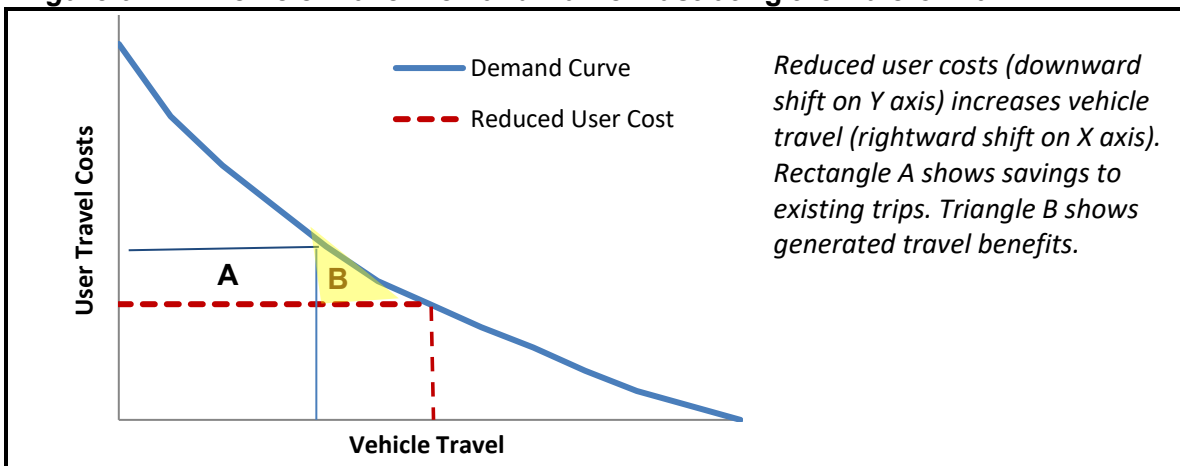 Demand Curve
Reduced User Cost
Reduced user costs (downward
shift on Y axis) increases vehicle
travel (rightward shift on X axis).
Rectangle A shows savings to
existing trips. Triangle B shows
generated travel benefits.
User Travel Costs
A
B
Vehicle Travel